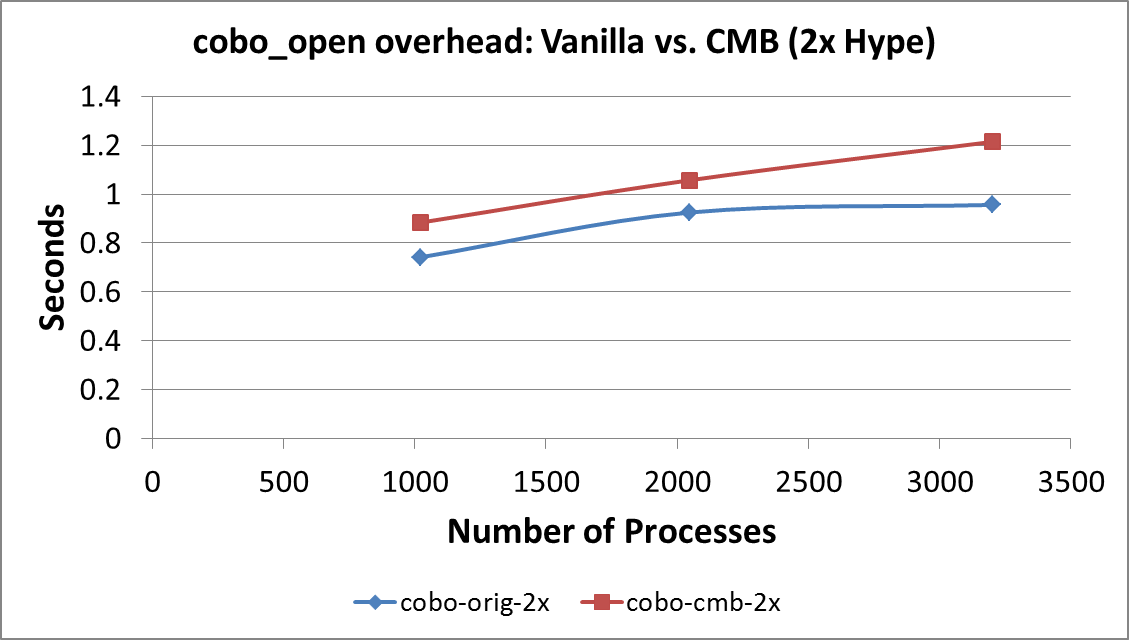 cobo_open overhead: Vanilla vs. CMB (2x Hype)
1.4
1.2
1
0.8
0.6
0.4
0.2
0
Seconds
0 500 1000 1500 2000 2500 3000 3500
Number of Processes
cobo-orig-2x cobo-cmb-2x